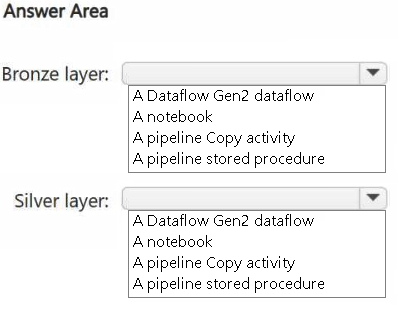 Answer Area
Bronze layer:
A Dataflow Gen2 dataflow
A notebook
A pipeline Copy activity
A pipeline stored procedure
Silver layer:
A Dataflow Gen2 dataflow
A notebook
A pipeline Copy activity
A pipeline stored procedure